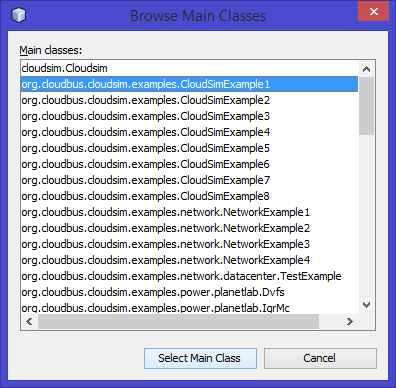 Browse Main Classes
Main classes:
cloudsim.Cloudsim
org.cloudbus.cloudsim.examples.CloudSimExample1
org.cloudbus.cloudsim.examples.CloudSimExample2
org.cloudbus.cloudsim.examples.CloudSimExample3
org.cloudbus.cloudsim.examples.CloudSimExample4
org.cloudbus.cloudsim.examples.CloudSimExample5
org.cloudbus.cloudsim.examples.CloudSimExample6
org.cloudbus.cloudsim.examples.CloudSimExample7
org.cloudbus.cloudsim.examples.CloudSimExample8
org.cloudbus.cloudsim.examples.network.NetworkExample1
org.cloudbus.cloudsim.examples.network.NetworkExample2
org.cloudbus.cloudsim.examples.network.NetworkExample3
org.cloudbus.cloudsim.examples.network.NetworkExample4
org.cloudbus.cloudsim.examples.network.datacenter.TestExample
org.cloudbus.cloudsim.examples.power.planetlab.Dvfs
org.cloudbus.cloudsim.examples.power.planetlab.IqrMc
Select Main Class
Cancel